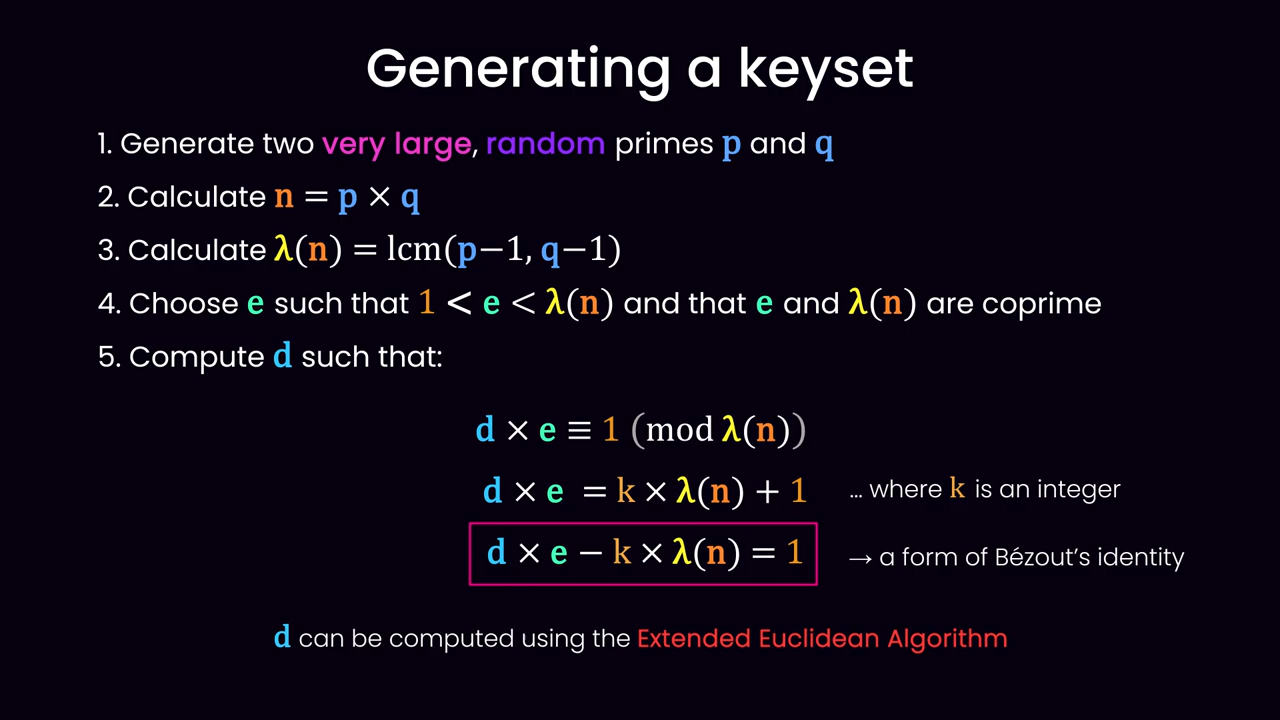 Generating a keyset
1. Generate two very large, random primes p and q
2. Calculate n = p × q
3. Calculate λ(n) = lcm(p−1, q−1)
4. Choose e such that 1 < e < λ(n) and that e and λ(n) are coprime
5. Compute d such that:
d × e ≡ 1 (mod λ(n))
d × e = k × λ(n) + 1 ... where k is an integer
d × e − k × λ(n) = 1 → a form of Bézout’s identity
d can be computed using the Extended Euclidean Algorithm